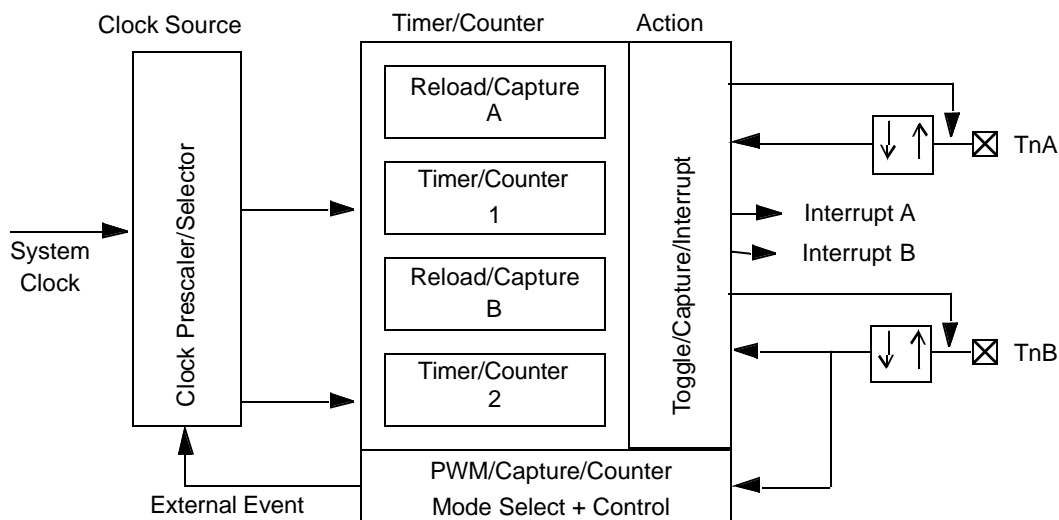 Clock Source
Timer/Counter
Action
Reload/Capture
A
Timer/Counter
1
Reload/Capture
B
Timer/Counter
2
Clock Prescaler/Selector
Toggle/Capture/Interrupt
System
Clock
TnA
Interrupt A
Interrupt B
TnB
PWM/Capture/Counter
Mode Select + Control
External Event